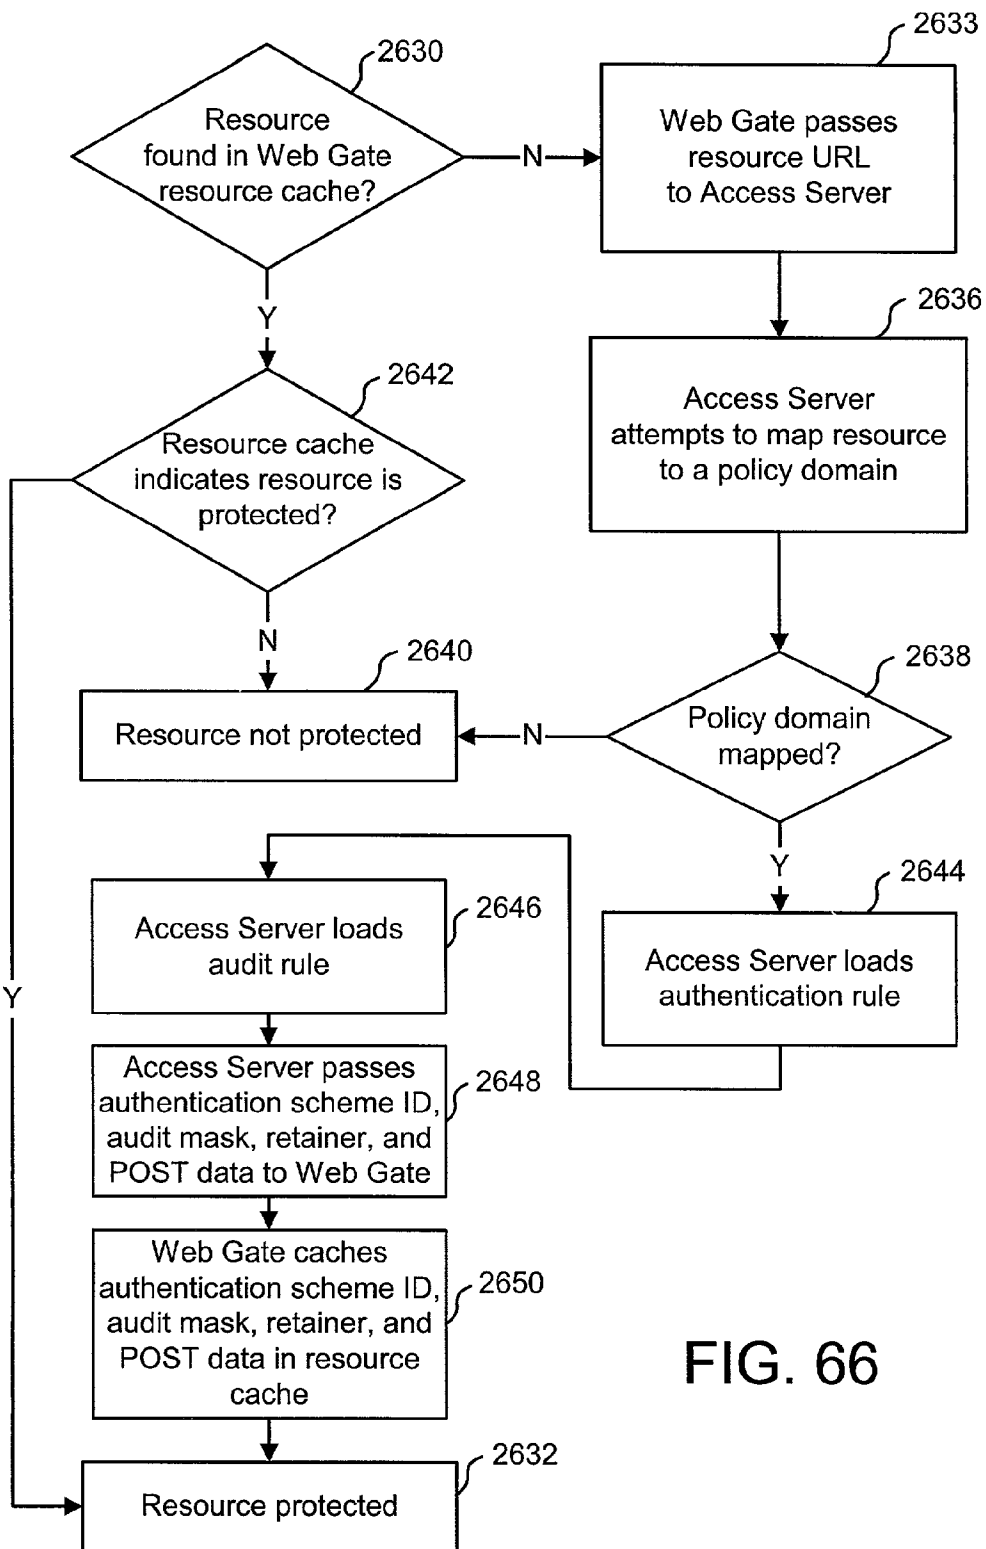 2630
Resource
found in Web Gate
resource cache?
N
2633
Web Gate passes
resource URL
to Access Server
Y
2636
Access Server
attempts to map resource
to a policy domain
2642
Resource cache
indicates resource is
protected?
N
2640
Resource not protected
N
2638
Policy domain
mapped?
Y
2644
Access Server loads
authentication rule
2646
Access Server loads
audit rule
Y
2648
Access Server passes
authentication scheme ID,
audit mask, retainer, and
POST data to Web Gate
2650
Web Gate caches
authentication scheme ID,
audit mask, retainer, and
POST data in resource
cache
2632
Resource protected
FIG. 66